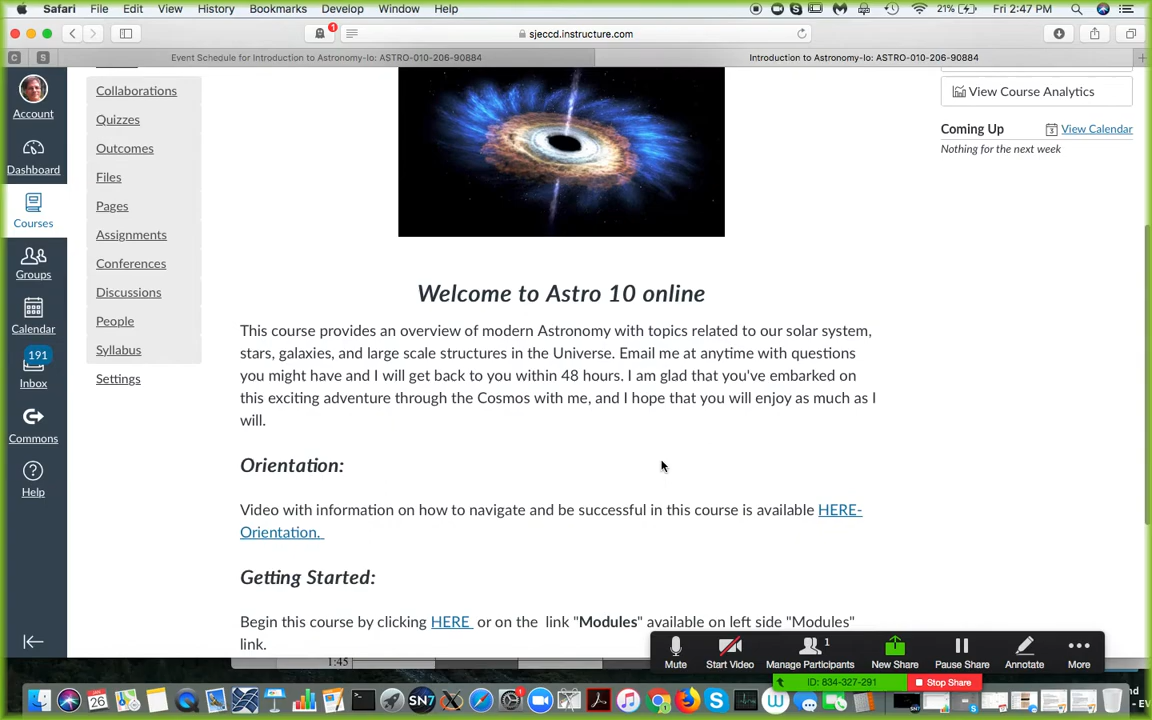 Safari File Edit View History Bookmarks Develop Window Help 21% Fri 2:47 PM
1 sjeccd.instructure.com
C S Event Schedule for Introduction to Astronomy-Io: ASTRO-010-206-90884 Introduction to Astronomy-Io: ASTRO-010-206-90884
Account
Dashboard
Courses
Groups
Calendar
191
Inbox
Commons
Help
Collaborations
Quizzes
Outcomes
Files
Pages
Assignments
Conferences
Discussions
People
Syllabus
Settings
View Course Analytics
Coming Up View Calendar
Nothing for the next week
Welcome to Astro 10 online
This course provides an overview of modern Astronomy with topics related to our solar system,
stars, galaxies, and large scale structures in the Universe. Email me at anytime with questions
you might have and I will get back to you within 48 hours. I am glad that you've embarked on
this exciting adventure through the Cosmos with me, and I hope that you will enjoy as much as I
will.
Orientation:
Video with information on how to navigate and be successful in this course is available HERE-
Orientation.
Getting Started:
Begin this course by clicking HERE or on the link "Modules" available on left side "Modules"
link.
1:45
Mute Start Video 1 Manage Participants New Share Pause Share Annotate More
ID: 834-327-291 Stop Share
26 SN7 1